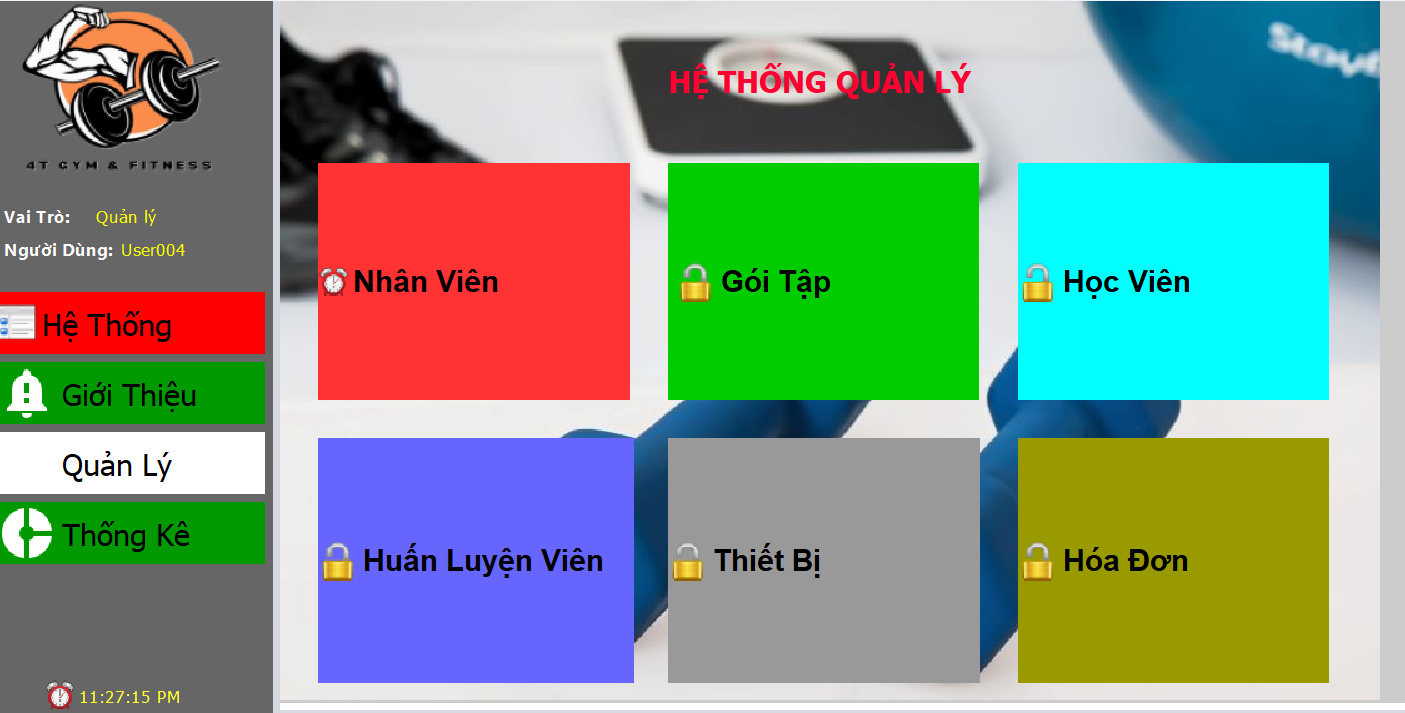 4T GYM & FITNESS
Vai Trò: Quản lý
Người Dùng: User004
Hệ Thống
Giới Thiệu
Quản Lý
Thống Kê
11:27:15 PM
HỆ THỐNG QUẢN LÝ
Nhân Viên
Gói Tập
Học Viên
Huấn Luyện Viên
Thiết Bị
Hóa Đơn